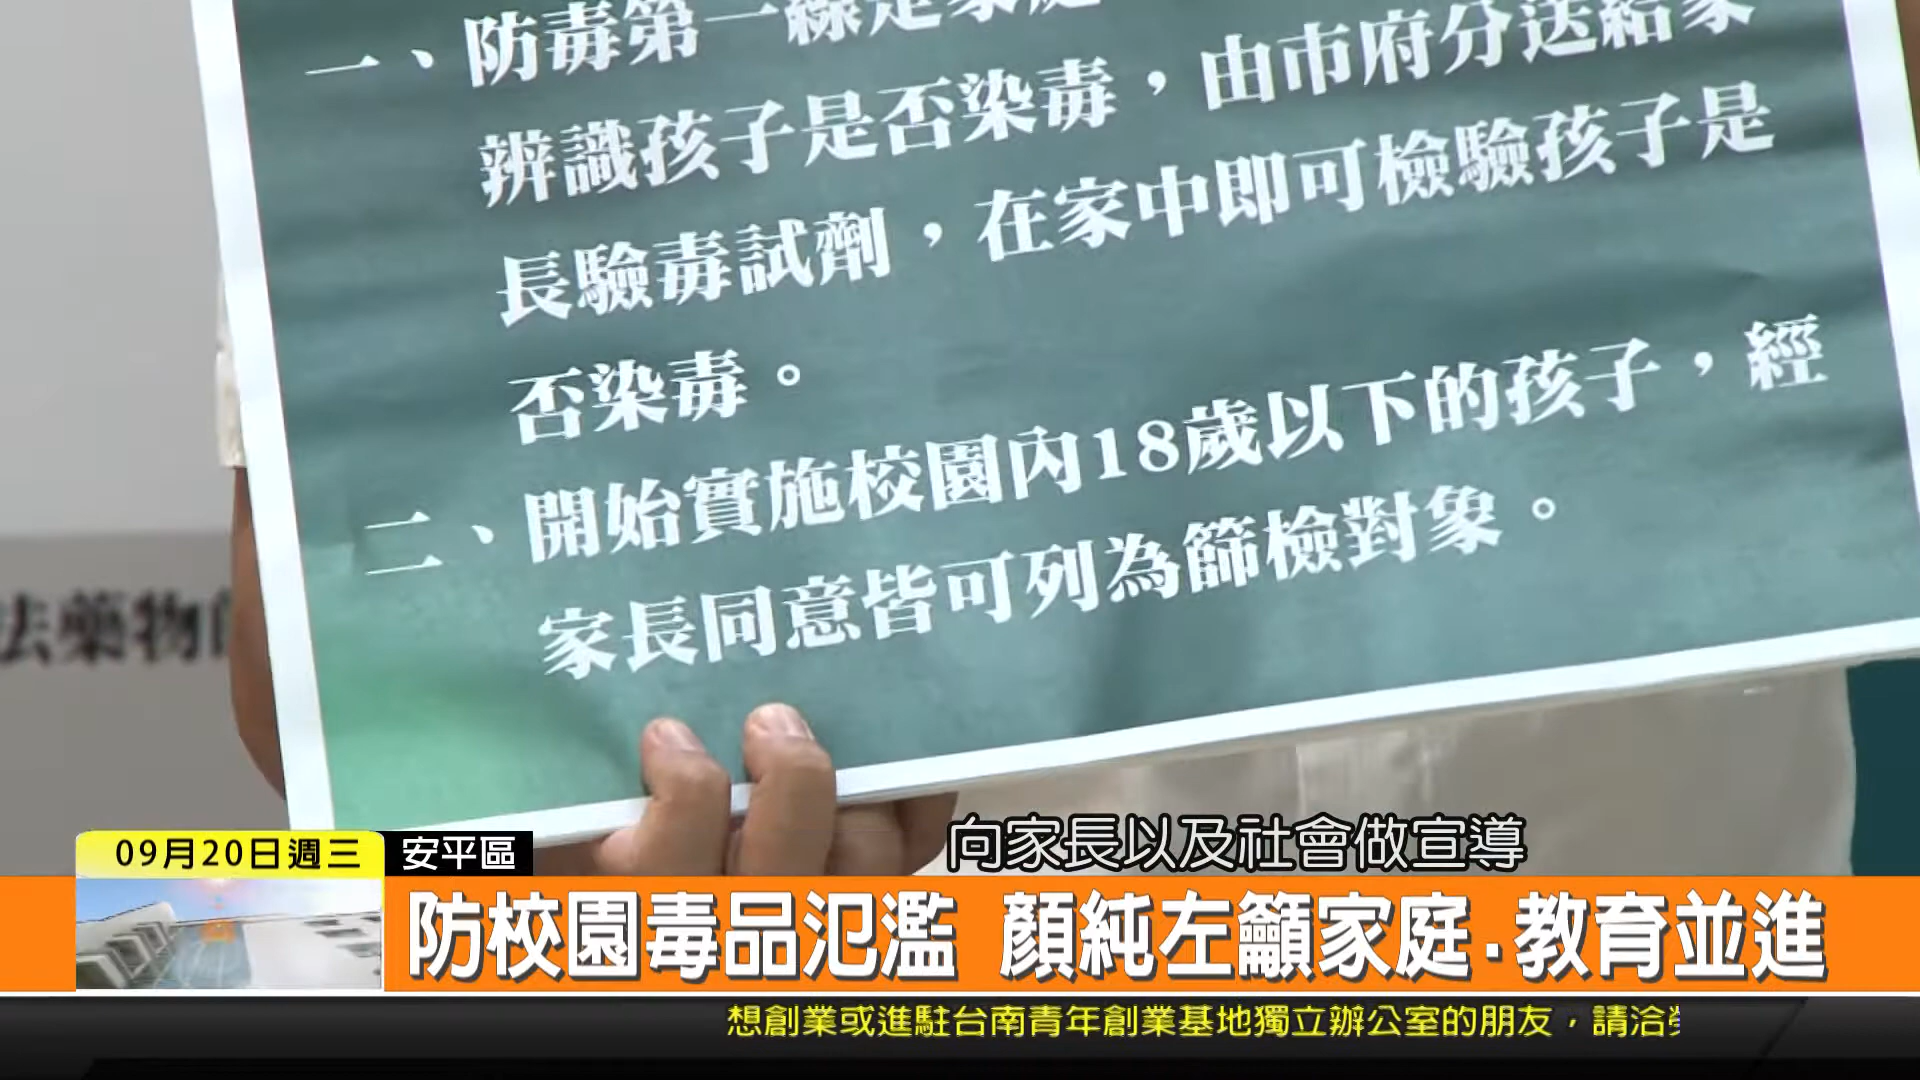 一、防毒第一線是家庭
辨識孩子是否染毒，由市府分送給家
長驗毒試劑，在家中即可檢驗孩子是
否染毒。
二、開始實施校園內18歲以下的孩子，經
家長同意皆可列為篩檢對象。
法藥物
向家長以及社會做宣導
09月20日週三
安平區
防校園毒品氾濫 顏純左籲家庭·教育並進
想創業或進駐台南青年創業基地獨立辦公室的朋友，請洽